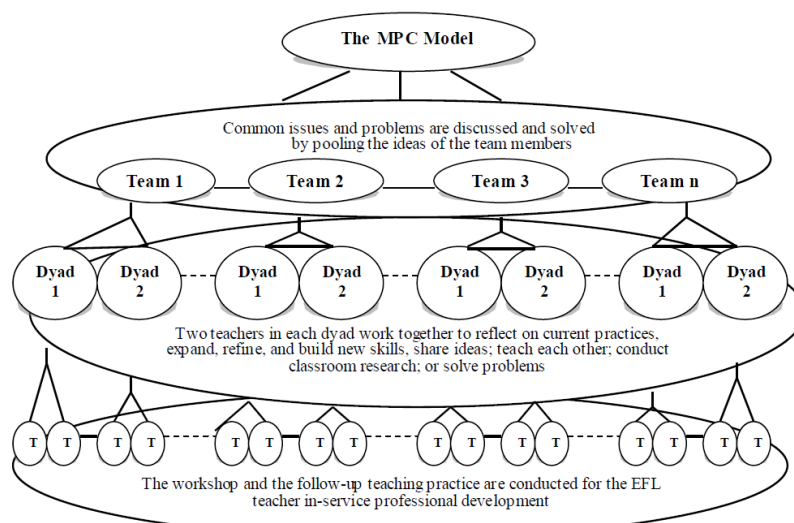 The MPC Model
Common issues and problems are discussed and solved
by pooling the ideas of the team members
Team 1
Team 2
Team 3
Team n
Dyad
1
Dyad
2
Dyad
1
Dyad
2
Dyad
1
Dyad
2
Dyad
1
Dyad
2
Two teachers in each dyad work together to reflect on current practices,
expand, refine, and build new skills, share ideas; teach each other; conduct
classroom research; or solve problems
T T T T T T T T T T T T T T T T
The workshop and the follow-up teaching practice are conducted for the EFL
teacher in-service professional development